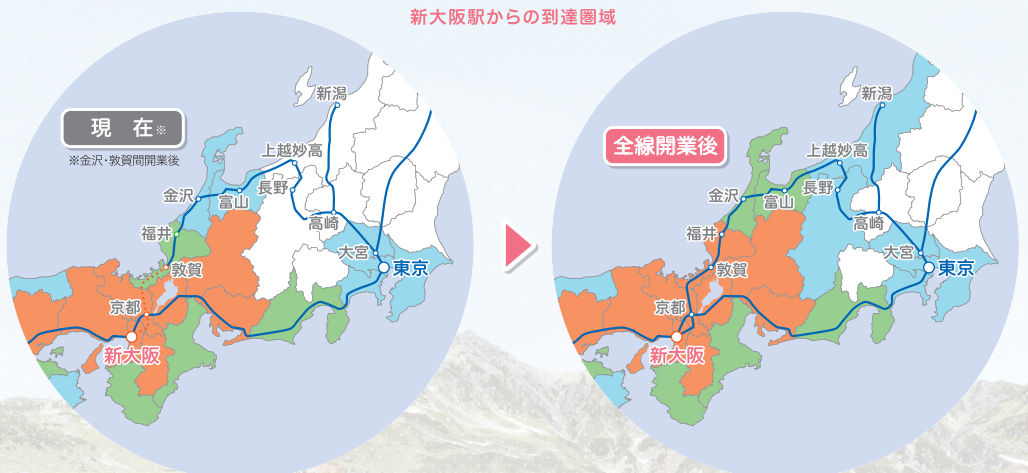 新大阪駅からの到達圏域
現 在※
※金沢・敦賀間開業後
新潟
上越妙高
金沢
長野
富山
福井
高崎
大宮
敦賀
東京
京都
新大阪
全線開業後
新潟
上越妙高
金沢
長野
富山
福井
高崎
大宮
敦賀
東京
京都
新大阪